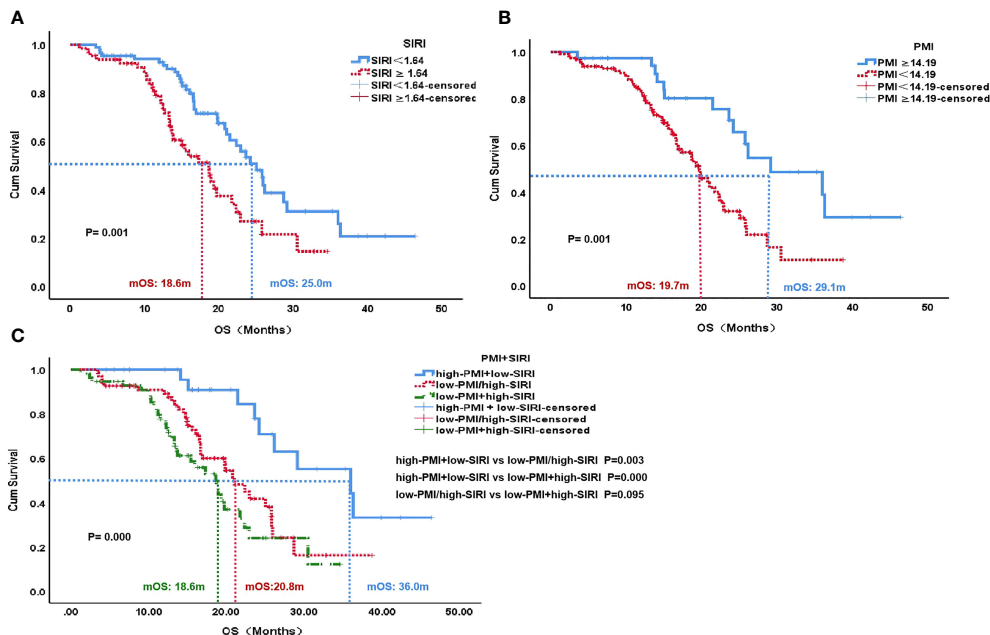 A
SIRI
SIRI＜1.64
SIRI ≥ 1.64
SIRI＜1.64-censored
SIRI ≥1.64-censorec
Cum Survival
1.0
0.8
0.6
0.4
0.2
0.0
P= 0.001
mOS: 18.6m
mOS: 25.0m
0
10
20
30
40
50
OS（Months）
B
PMI
PMI ≥14.19
PMI＜14.19
PMI＜14.19-censored
PMI ≥14.19-censored
Cum Survival
1.0
0.8
0.6
0.4
0.2
0.0
P= 0.001
mOS: 19.7m
mOS: 29.1m
0
10
20
30
40
50
OS（Months）
C
PMI+SIRI
high-PMI+low-SIRI
low-PMI/high-SIRI
low-PMI+high-SIRI
high-PMI + low-SIRI-censored
low-PMI/high-SIRI-censored
low-PMI+high-SIRI-censored
high-PMI+low-SIRI vs low-PMI/high-SIRI P=0.003
high-PMI+low-SIRI vs low-PMI+high-SIRI P=0.000
low-PMI/high-SIRI vs low-PMI+high-SIRI P=0.095
Cum Survival
1.0
0.8
0.6
0.4
0.2
0.0
P= 0.000
mOS: 18.6m
mOS:20.8m
mOS: 36.0m
.00
10.00
20.00
30.00
40.00
50.00
OS（Months）